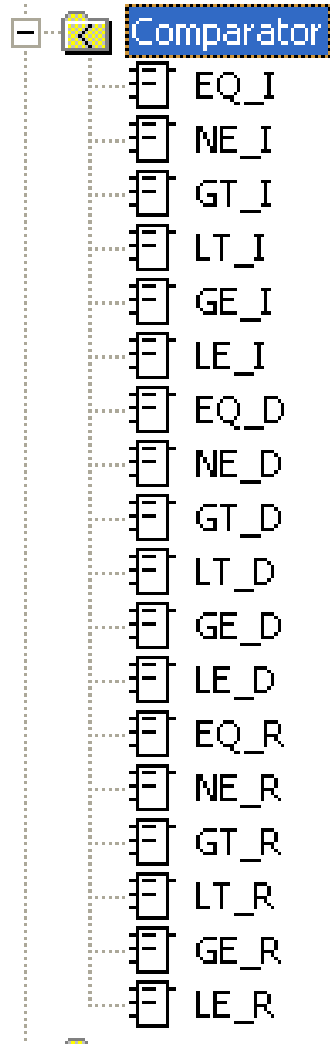 Comparator
EQ_I
NE_I
GT_I
LT_I
GE_I
LE_I
EQ_D
NE_D
GT_D
LT_D
GE_D
LE_D
EQ_R
NE_R
GT_R
LT_R
GE_R
LE_R